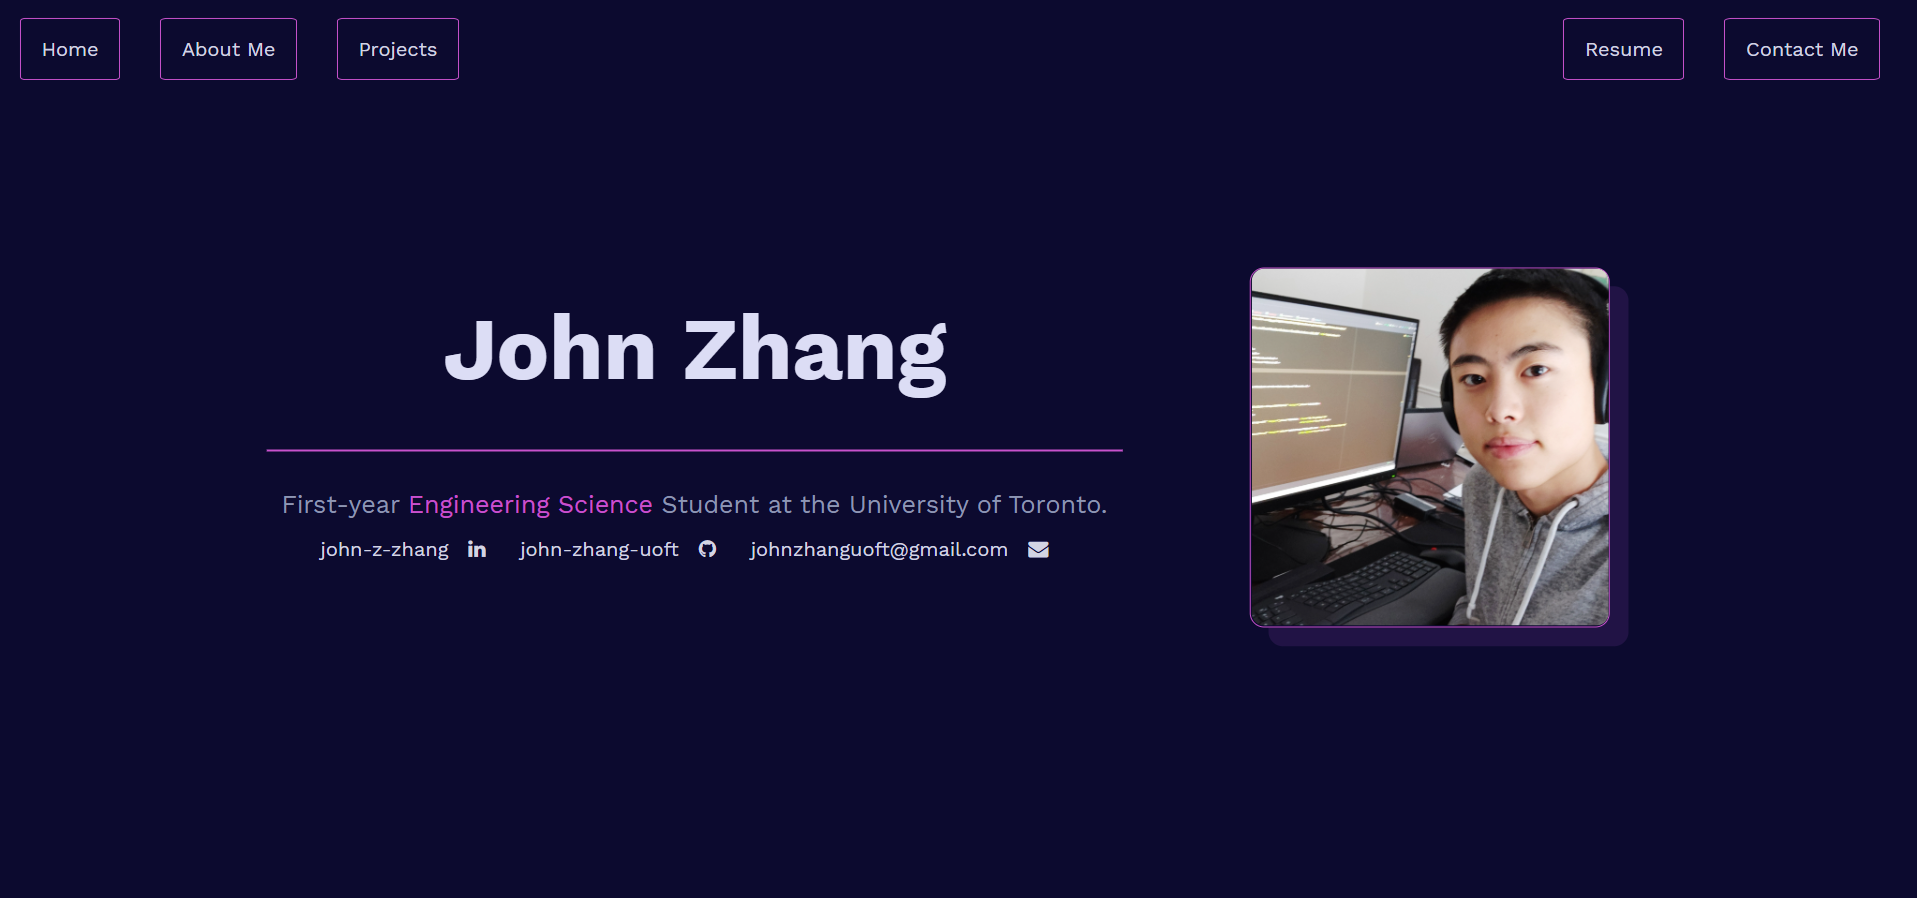 Home About Me Projects Resume Contact Me
John Zhang
First-year Engineering Science Student at the University of Toronto.
john-z-zhang in john-zhang-uoft johnzhanguoft@gmail.com